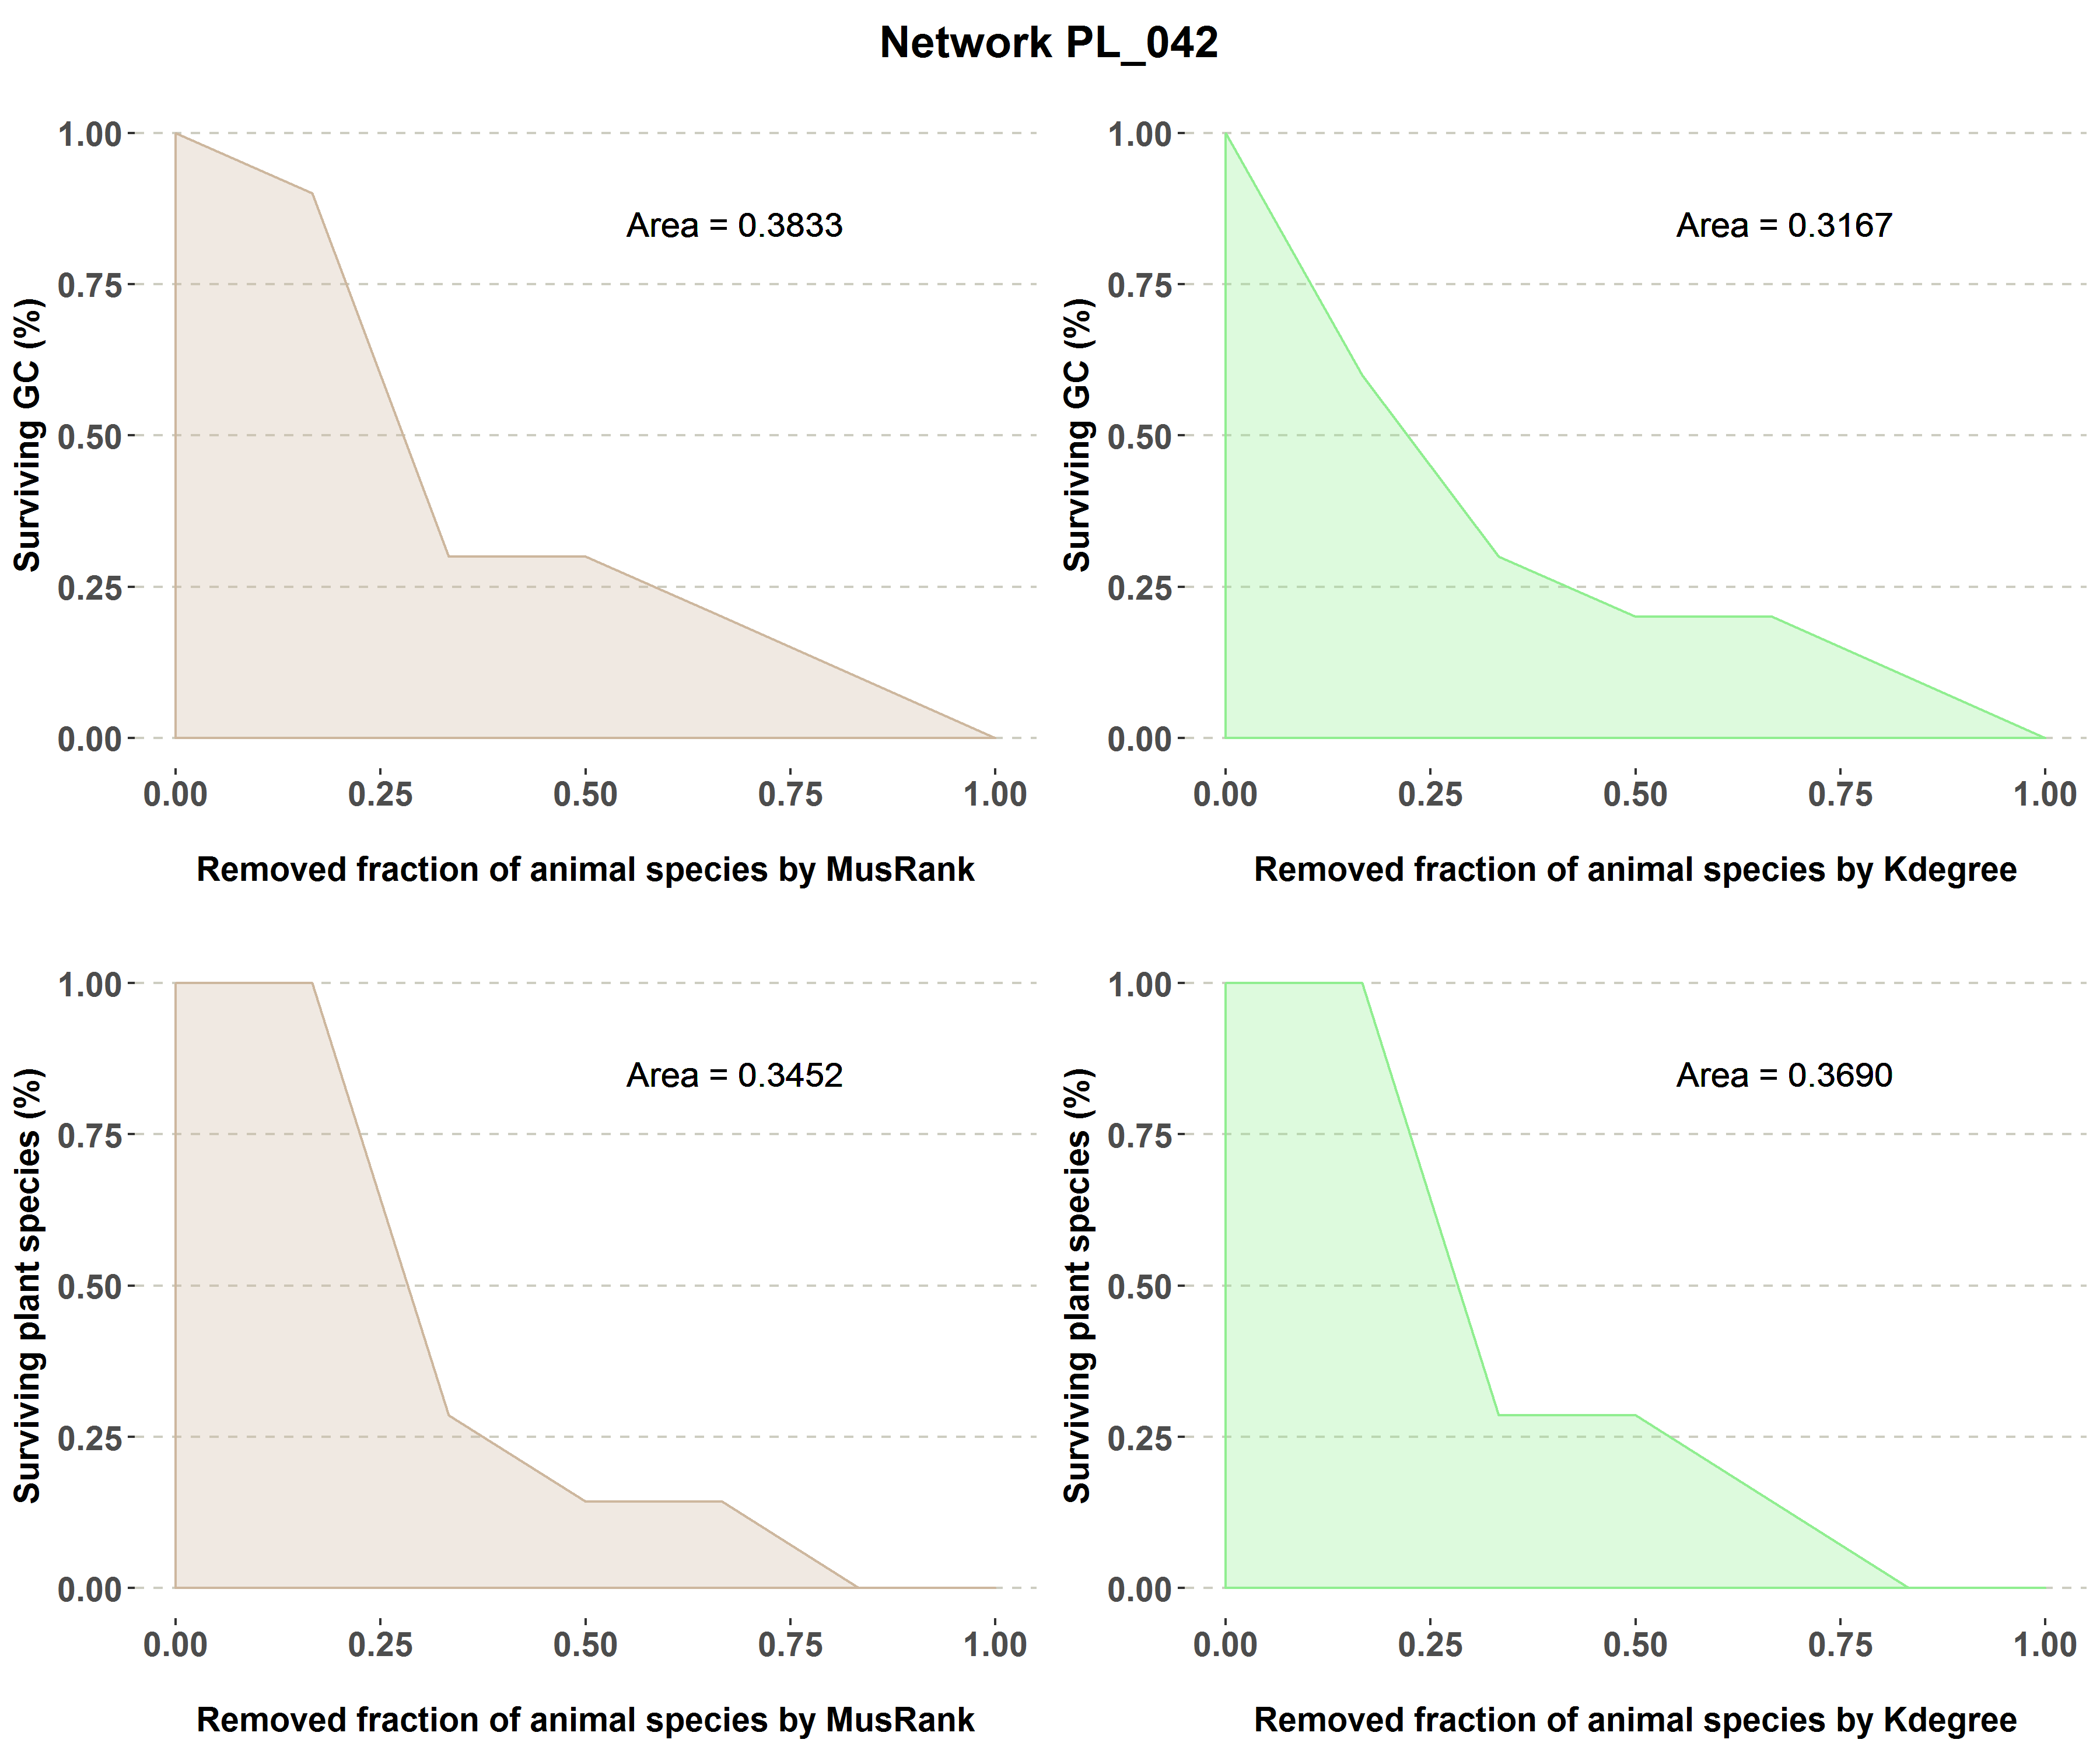 Network PL_042
Surviving GC (%)
1.00
0.75
0.50
0.25
0.00
Area = 0.3833
0.00 0.25 0.50 0.75 1.00
Removed fraction of animal species by MusRank
Surviving GC (%)
1.00
0.75
0.50
0.25
0.00
Area = 0.3167
0.00 0.25 0.50 0.75 1.00
Removed fraction of animal species by Kdegree
Surviving plant species (%)
1.00
0.75
0.50
0.25
0.00
Area = 0.3452
0.00 0.25 0.50 0.75 1.00
Removed fraction of animal species by MusRank
Surviving plant species (%)
1.00
0.75
0.50
0.25
0.00
Area = 0.3690
0.00 0.25 0.50 0.75 1.00
Removed fraction of animal species by Kdegree